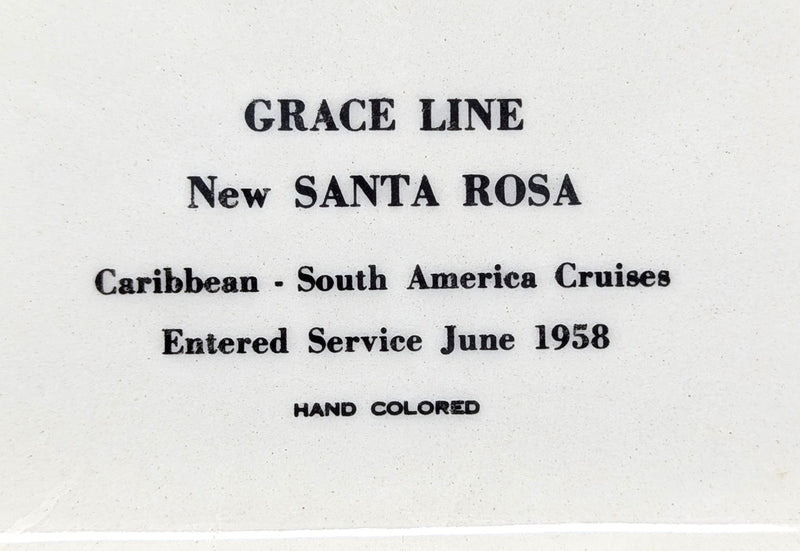 GRACE LINE
New SANTA ROSA
Caribbean - South America Cruises
Entered Service June 1958
HAND COLORED